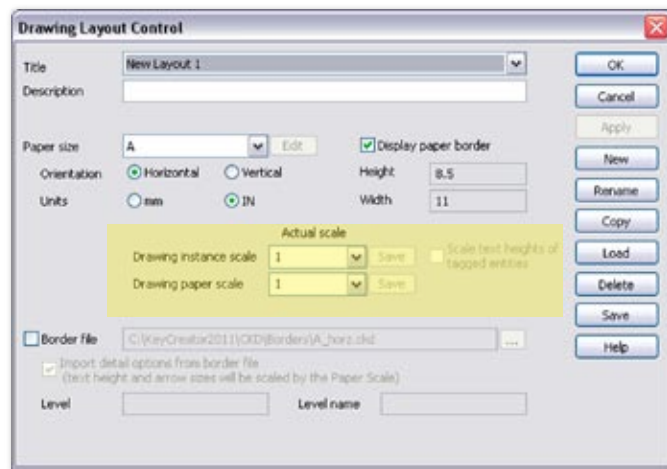 Drawing Layout Control
Title New Layout 1 OK
Description Cancel
Apply
Paper size A Edit Display paper border New
Orientation Horizontal Vertical Height 8.5 Rename
Units mm IN Width 11 Copy
Actual scale
Drawing instance scale 1 Save Scale text heights of tagged entities Load
Drawing paper scale 1 Save Delete
Save
Border file C:\KeyCreator2011\CKD\Borders\A_horz.ckd ... Help
Import detail options from border file
(text height and arrow sizes will be scaled by the Paper Scale)
Level Level name